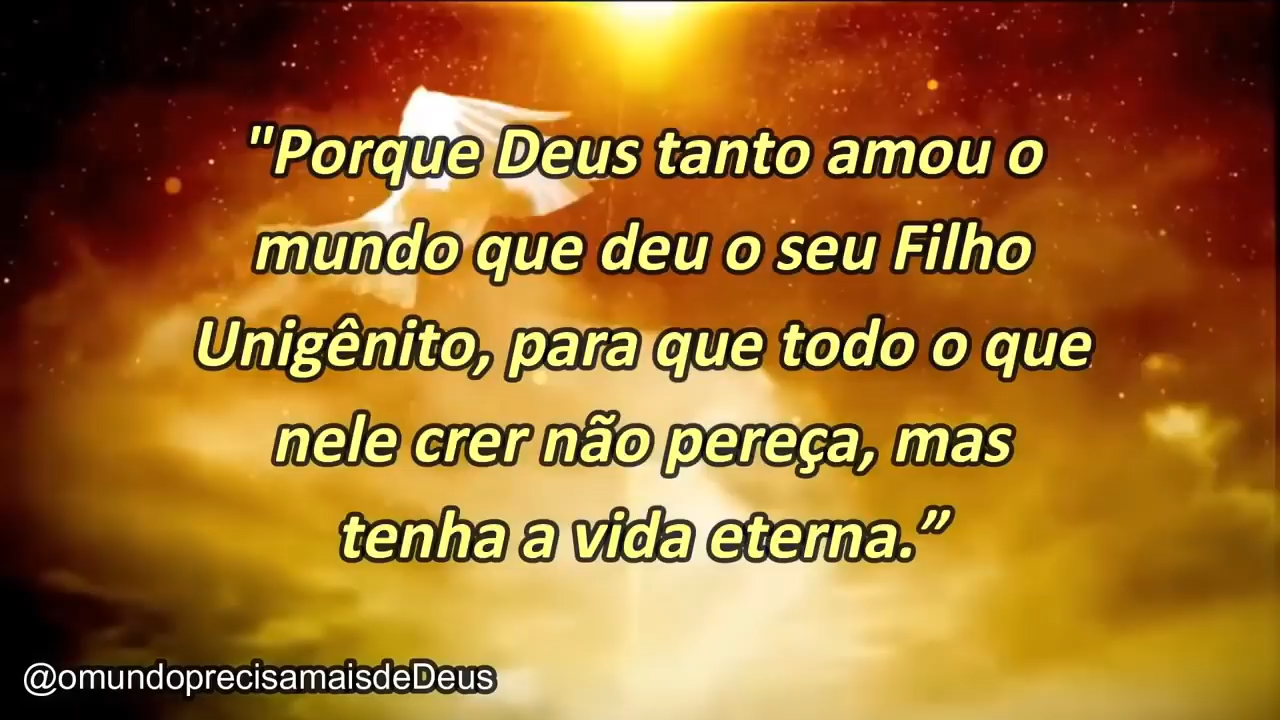 "Porque Deus tanto amou o
mundo que deu o seu Filho
Unigênito, para que todo o que
nele crer não pereça, mas
tenha a vida eterna.”
@omundoprecisamaisdeDeus